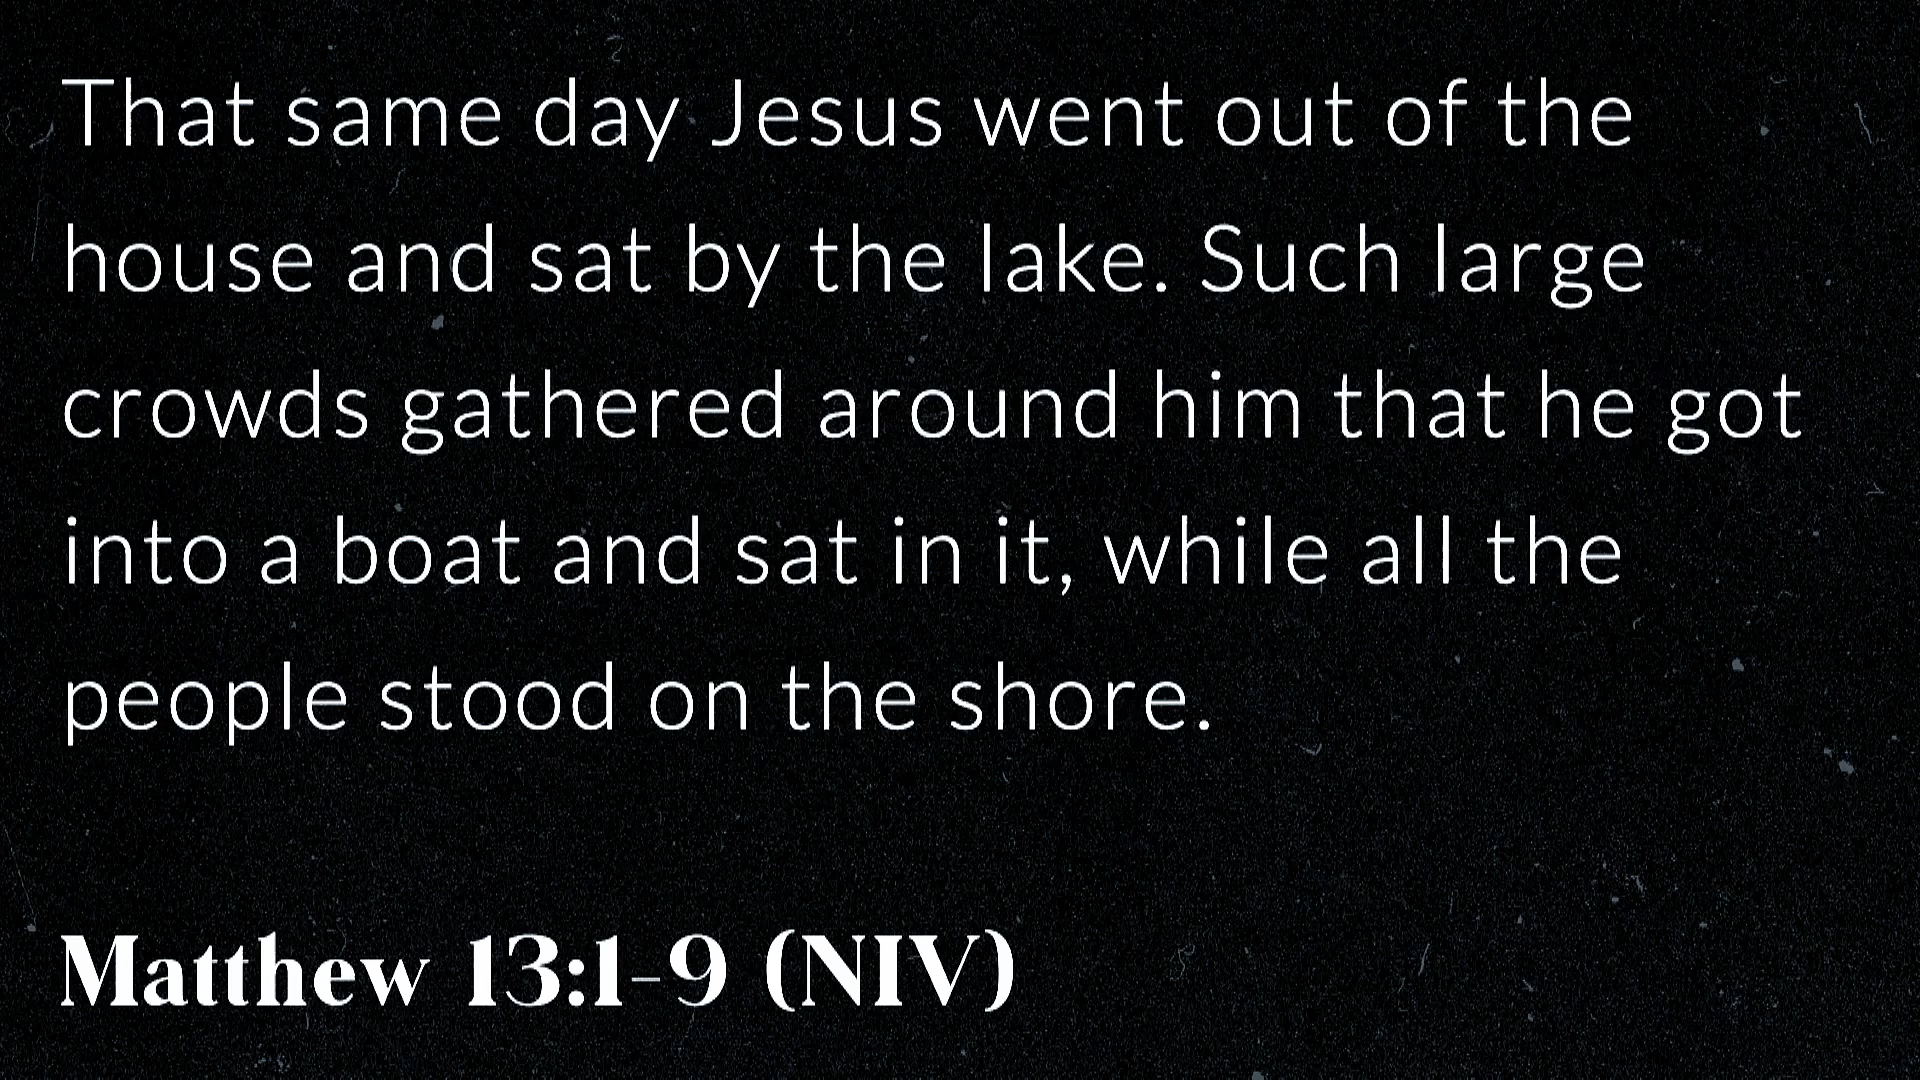 That same day Jesus went out of the
house and sat by the lake. Such large
crowds gathered around him that he got
into a boat and sat in it, while all the
people stood on the shore.
Matthew 13:1-9 (NIV)